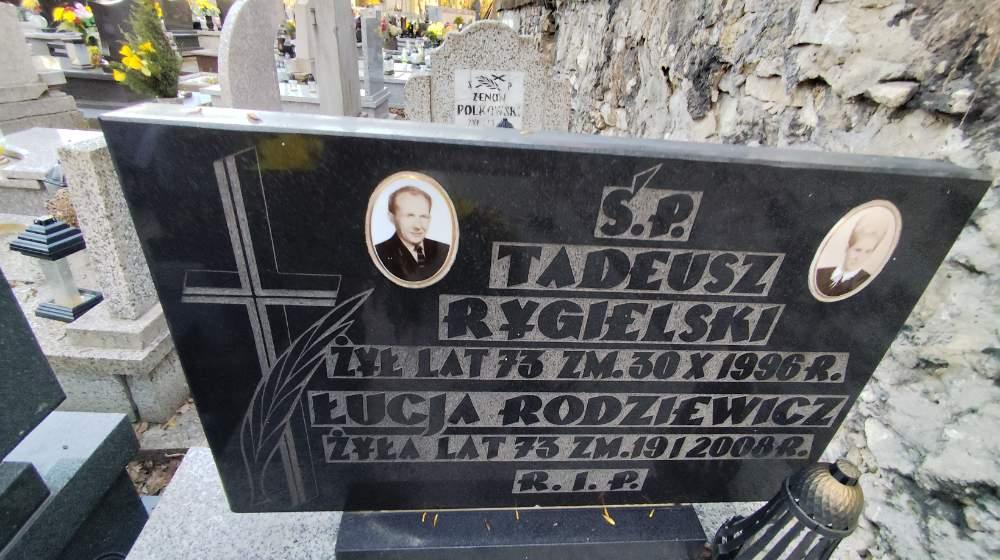 ZENON
POLKOWSKI
Ś.P.
TADEUSZ
RYGIELSKI
ŻYŁ LAT 73 ZM. 30 X 1996 R.
ŁUCJA RODZIEWICZ
ŻYŁA LAT 73 ZM. 19 I 2008 R.
R. I. P.